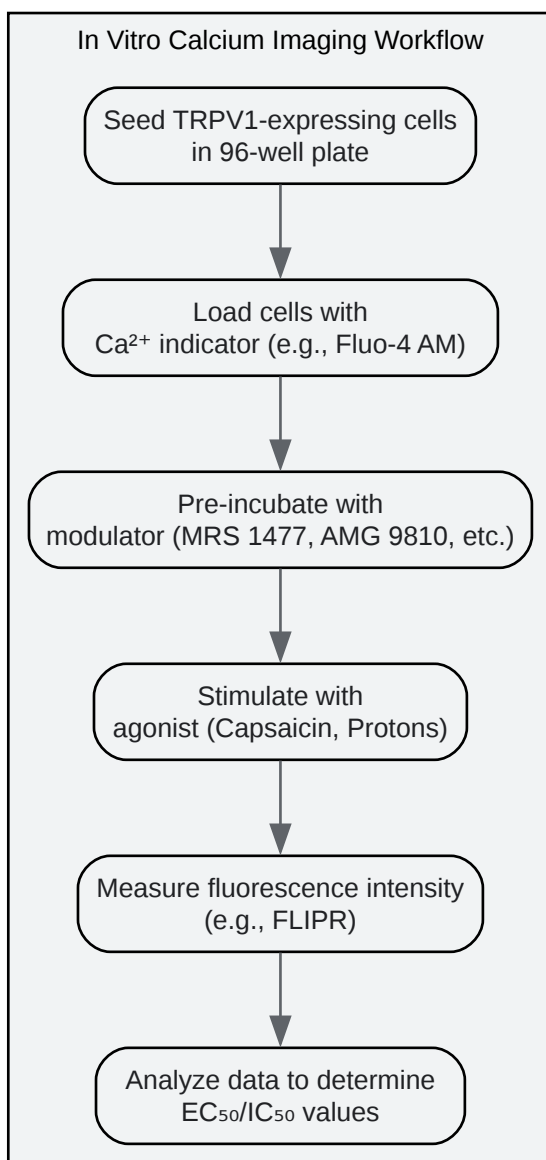 In Vitro Calcium Imaging Workflow
Seed TRPV1-expressing cells
in 96-well plate
Load cells with
Ca²⁺ indicator (e.g., Fluo-4 AM)
Pre-incubate with
modulator (MRS 1477, AMG 9810, etc.)
Stimulate with
agonist (Capsaicin, Protons)
Measure fluorescence intensity
(e.g., FLIPR)
Analyze data to determine
EC₅₀/IC₅₀ values